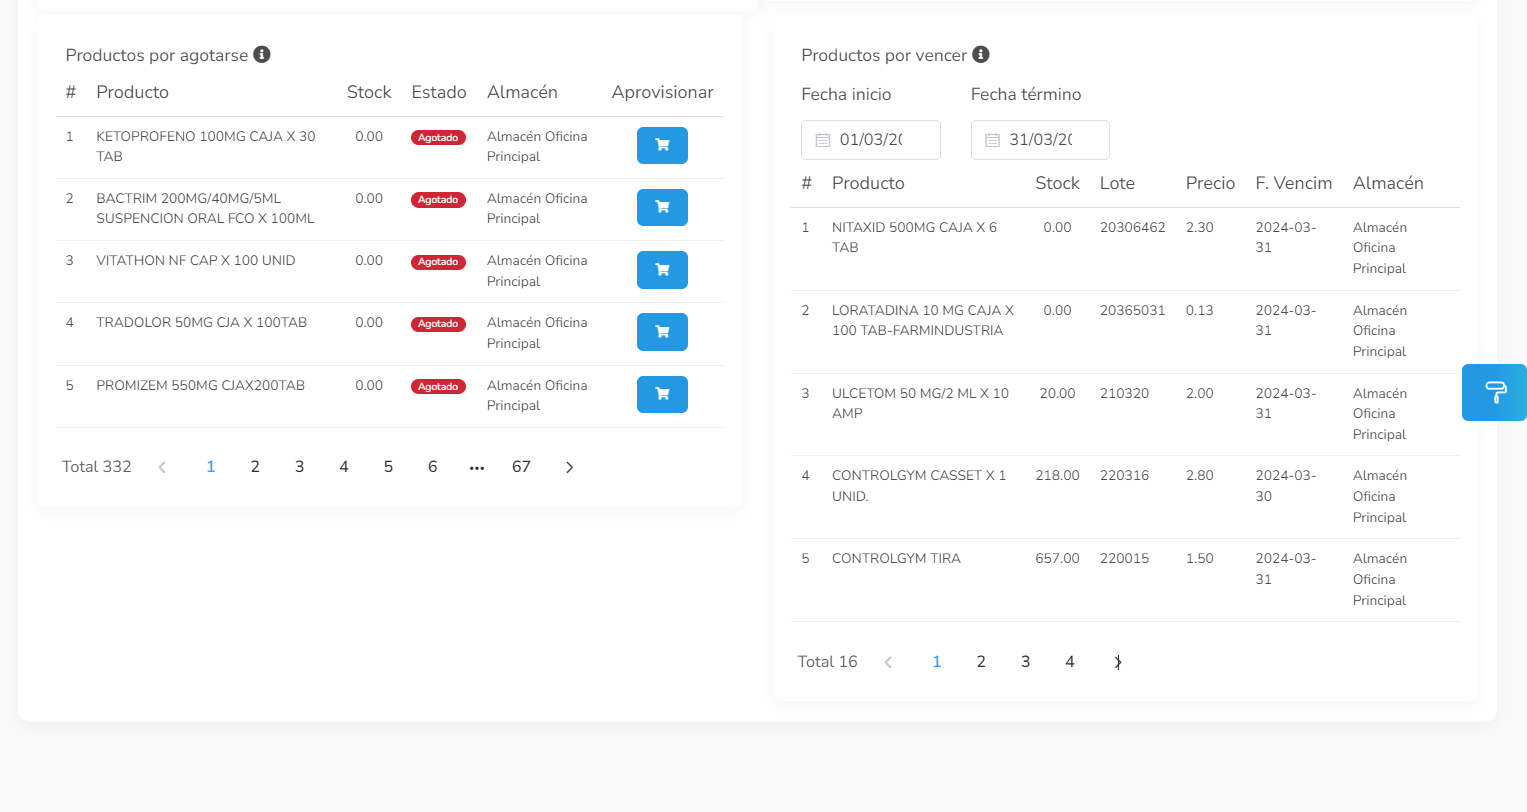 Productos por agotarse
# Producto Stock Estado Almacén Aprovisionar
1 KETOPROFENO 100MG CAJA X 30 0.00 Agotado Almacén Oficina
TAB Principal
2 BACTRIM 200MG/40MG/5ML 0.00 Agotado Almacén Oficina
SUSPENCION ORAL FCO X 100ML Principal
3 VITATHON NF CAP X 100 UNID 0.00 Agotado Almacén Oficina
Principal
4 TRADOLOR 50MG CJA X 100TAB 0.00 Agotado Almacén Oficina
Principal
5 PROMIZEM 550MG CJAX200TAB 0.00 Agotado Almacén Oficina
Principal
Total 332 1 2 3 4 5 6 ••• 67
Productos por vencer
Fecha inicio Fecha término
01/03/20 31/03/20
# Producto Stock Lote Precio F. Vencim Almacén
1 NITAXID 500MG CAJA X 6 0.00 20306462 2.30 2024-03- Almacén
TAB 31 Oficina
Principal
2 LORATADINA 10 MG CAJA X 0.00 20365031 0.13 2024-03- Almacén
100 TAB-FARMINDUSTRIA 31 Oficina
Principal
3 ULCETOM 50 MG/2 ML X 10 20.00 210320 2.00 2024-03- Almacén
AMP 31 Oficina
Principal
4 CONTROLGYM CASSET X 1 218.00 220316 2.80 2024-03- Almacén
UNID. 30 Oficina
Principal
5 CONTROLGYM TIRA 657.00 220015 1.50 2024-03- Almacén
31 Oficina
Principal
Total 16 1 2 3 4